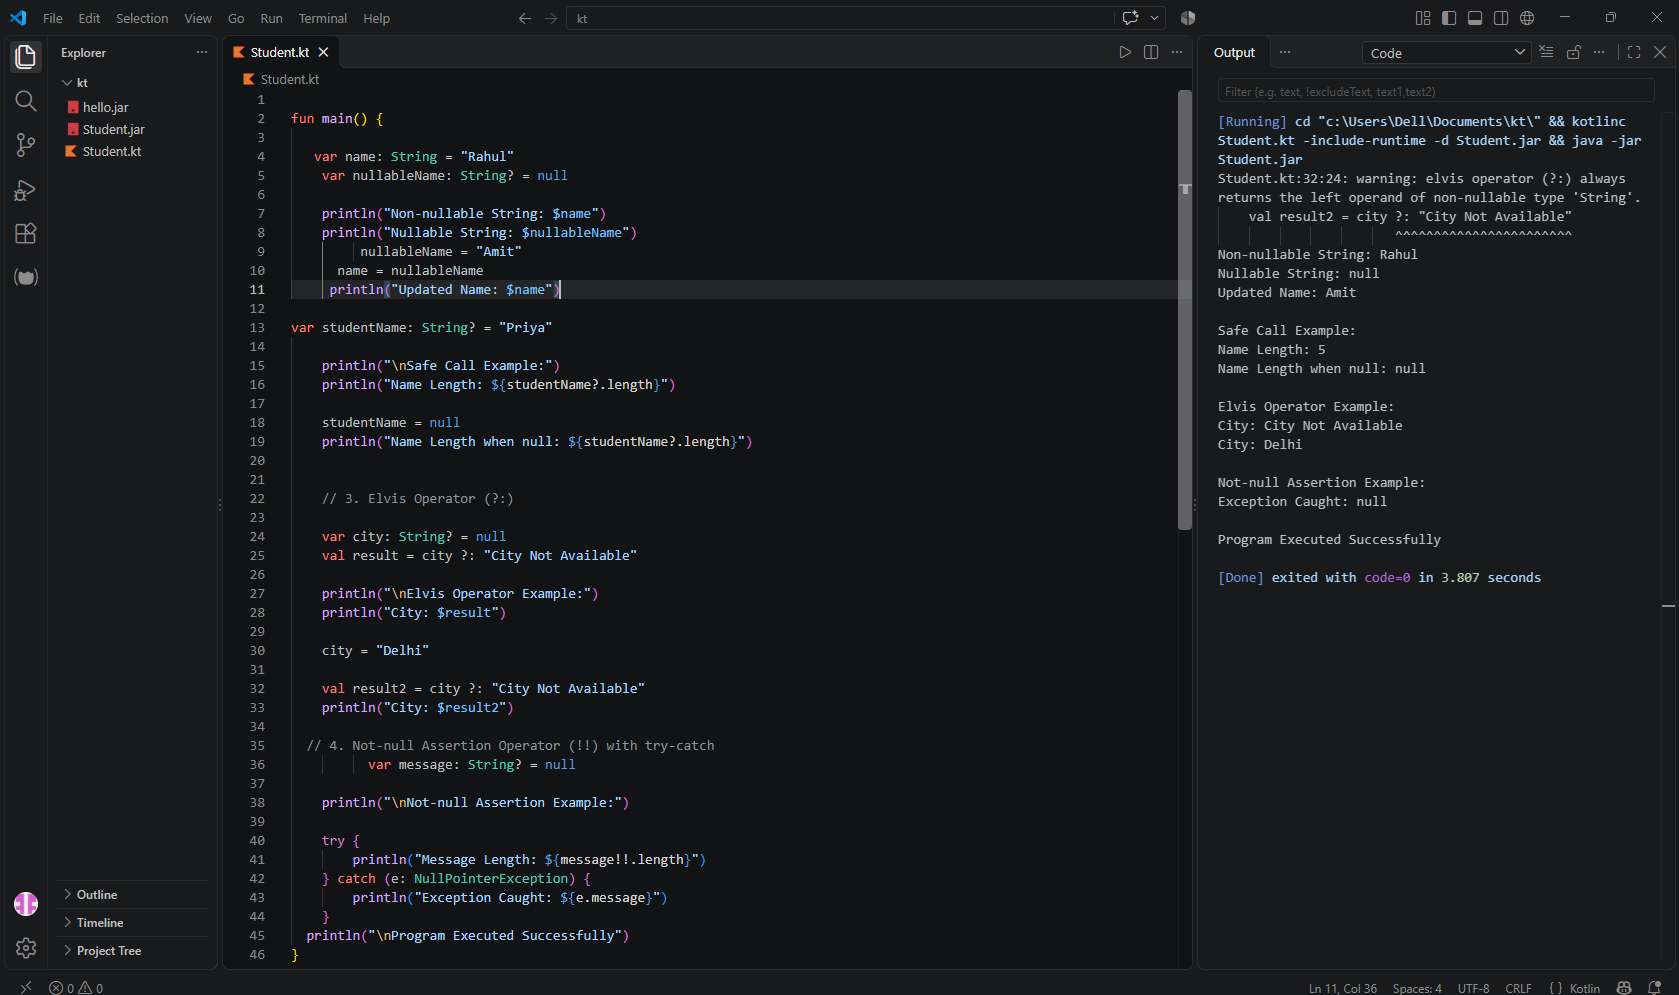 File Edit Selection View Go Run Terminal Help
kt
Explorer
kt
hello.jar
Student.jar
Student.kt
Outline
Timeline
Project Tree
Student.kt
Student.kt
1
2 fun main() {
3
4 var name: String = "Rahul"
5 var nullableName: String? = null
6
7 println("Non-nullable String: $name")
8 println("Nullable String: $nullableName")
9 nullableName = "Amit"
10 name = nullableName
11 println("Updated Name: $name")
12
13 var studentName: String? = "Priya"
14
15 println("\nSafe Call Example:")
16 println("Name Length: ${studentName?.length}")
17
18 studentName = null
19 println("Name Length when null: ${studentName?.length}")
20
21
22 // 3. Elvis Operator (?:)
23
24 var city: String? = null
25 val result = city ?: "City Not Available"
26
27 println("\nElvis Operator Example:")
28 println("City: $result")
29
30 city = "Delhi"
31
32 val result2 = city ?: "City Not Available"
33 println("City: $result2")
34
35 // 4. Not-null Assertion Operator (!!) with try-catch
36 var message: String? = null
37
38 println("\nNot-null Assertion Example:")
39
40 try {
41 println("Message Length: ${message!!.length}")
42 } catch (e: NullPointerException) {
43 println("Exception Caught: ${e.message}")
44 }
45 println("\nProgram Executed Successfully")
46 }
Output
Code
Filter (e.g. text, !excludeText, text1,text2)
[Running] cd "c:\Users\Dell\Documents\kt\" && kotlinc
Student.kt -include-runtime -d Student.jar && java -jar
Student.jar
Student.kt:32:24: warning: elvis operator (?:) always
returns the left operand of non-nullable type 'String'.
val result2 = city ?: "City Not Available"
^^^^^^^^^^^^^^^^^^^^^^^
Non-nullable String: Rahul
Nullable String: null
Updated Name: Amit
Safe Call Example:
Name Length: 5
Name Length when null: null
Elvis Operator Example:
City: City Not Available
City: Delhi
Not-null Assertion Example:
Exception Caught: null
Program Executed Successfully
[Done] exited with code=0 in 3.807 seconds
0 0
Ln 11, Col 36 Spaces: 4 UTF-8 CRLF { } Kotlin